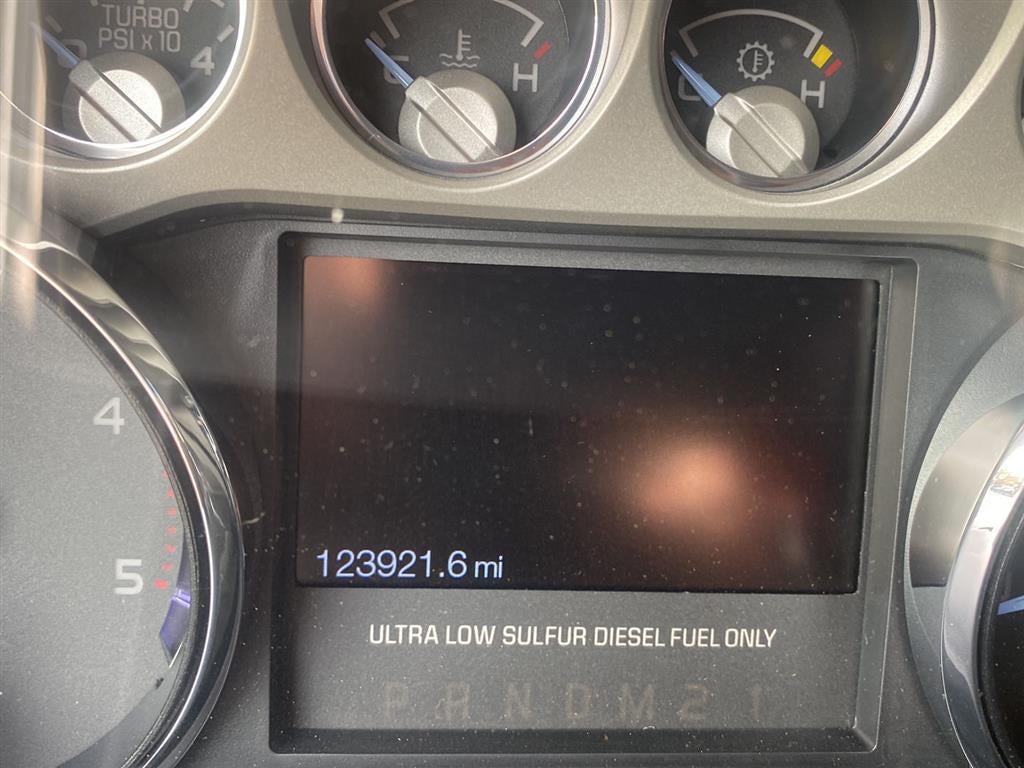 TURBO
PSI x 10
4
C H
C H
4
5
123921.6 mi
ULTRA LOW SULFUR DIESEL FUEL ONLY
P R N D M 2 1